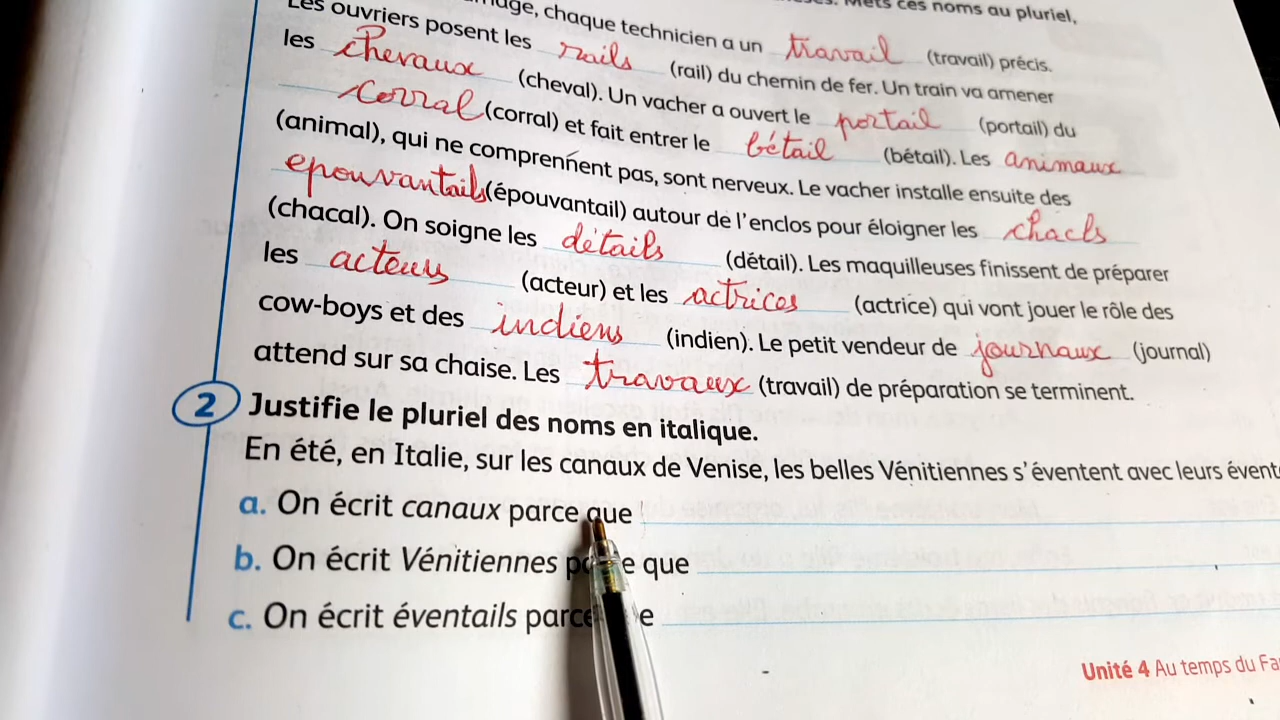 Mets ces noms au pluriel,
chaque technicien a un travail (travail) précis.
Les ouvriers posent les rails (rail) du chemin de fer. Un train va amener
les chevaux (cheval). Un vacher a ouvert le portail (portail) du
corral (corral) et fait entrer le bétail (bétail). Les animaux
(animal), qui ne comprennent pas, sont nerveux. Le vacher installe ensuite des
epouvantails (épouvantail) autour de l'enclos pour éloigner les chacls
(chacal). On soigne les détails (détail). Les maquilleuses finissent de préparer
les acteurs (acteur) et les actrices (actrice) qui vont jouer le rôle des
cow-boys et des indiens (indien). Le petit vendeur de journaux (journal)
attend sur sa chaise. Les travaux (travail) de préparation se terminent.
2 Justifie le pluriel des noms en italique.
En été, en Italie, sur les canaux de Venise, les belles Vénitiennes s'éventent avec leurs
a. On écrit canaux parce que
b. On écrit Vénitiennes que
c. On écrit éventails
Unité 4 Au temps du